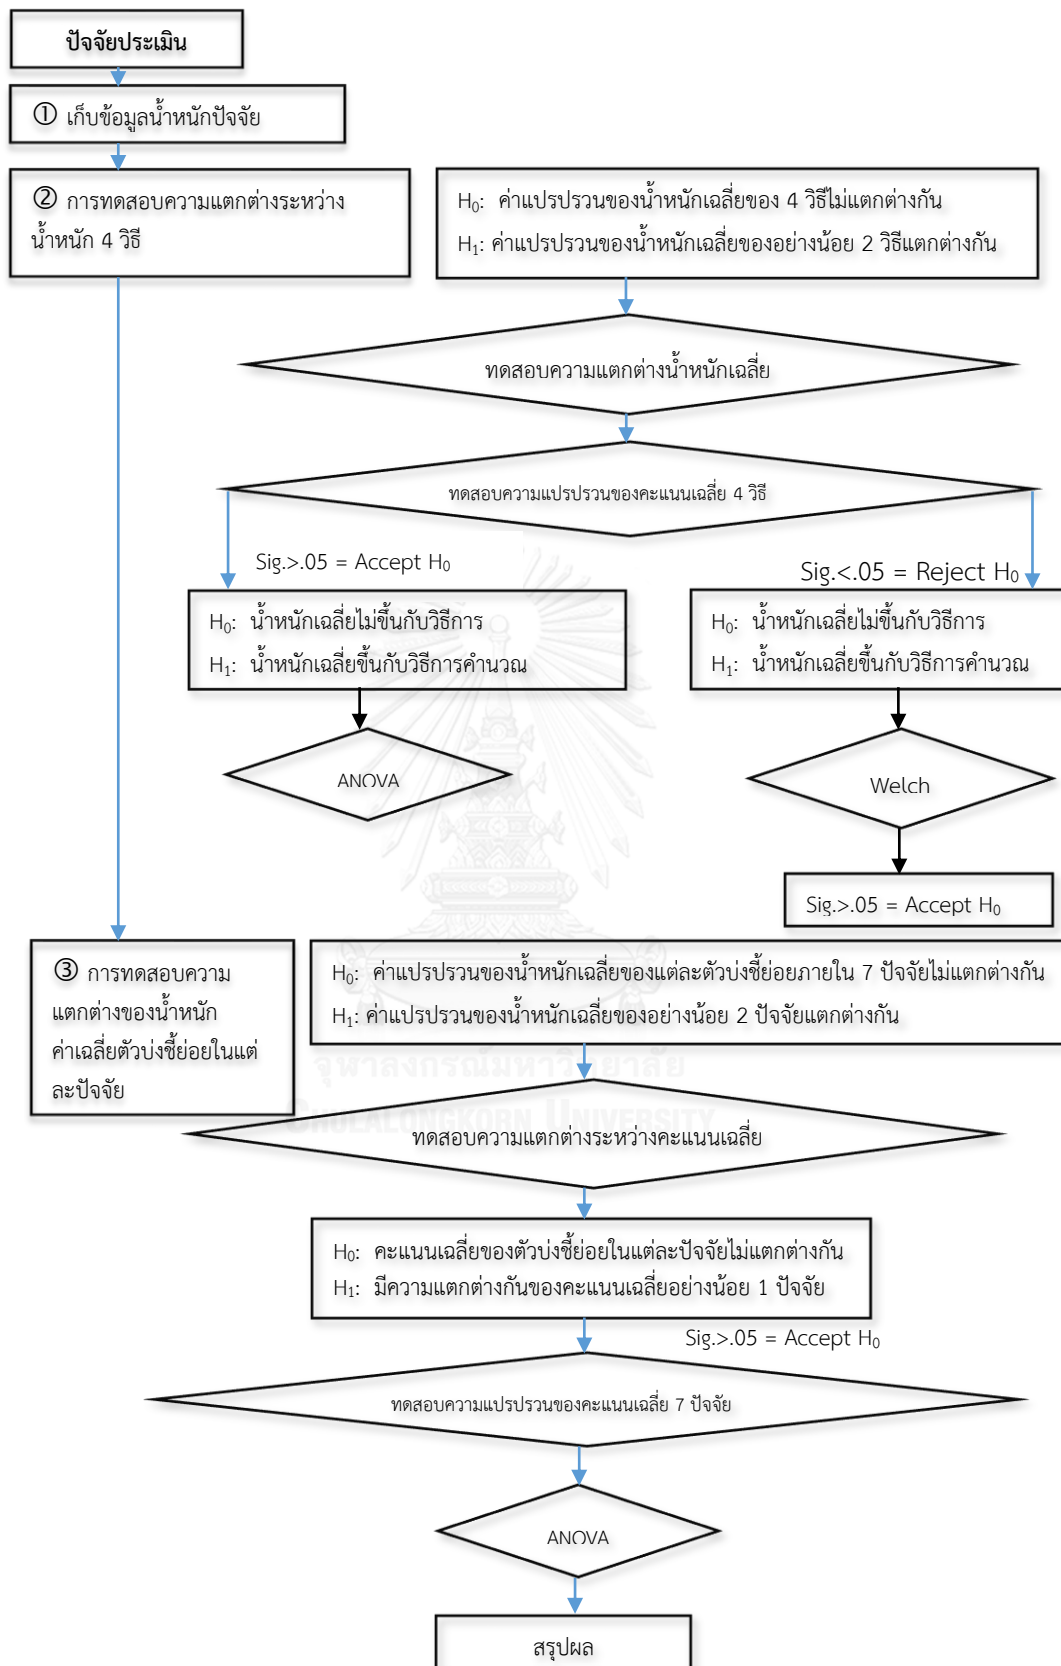 ปัจจัยประเมิน
① เก็บข้อมูลน้ำหนักปัจจัย
② การทดสอบความแตกต่างระหว่าง
น้ำหนัก 4 วิธี
H₀: ค่าแปรปรวนของน้ำหนักเฉลี่ยของ 4 วิธีไม่แตกต่างกัน
H₁: ค่าแปรปรวนของน้ำหนักเฉลี่ยของอย่างน้อย 2 วิธีแตกต่างกัน
ทดสอบความแตกต่างน้ำหนักเฉลี่ย
ทดสอบความแปรปรวนของคะแนนเฉลี่ย 4 วิธี
Sig.>.05 = Accept H₀
Sig.<.05 = Reject H₀
H₀: น้ำหนักเฉลี่ยไม่ขึ้นกับวิธีการ
H₁: น้ำหนักเฉลี่ยขึ้นกับวิธีการคำนวณ
H₀: น้ำหนักเฉลี่ยไม่ขึ้นกับวิธีการ
H₁: น้ำหนักเฉลี่ยขึ้นกับวิธีการคำนวณ
ANOVA
Welch
Sig.>.05 = Accept H₀
③ การทดสอบความ
แตกต่างของน้ำหนัก
ค่าเฉลี่ยตัวบ่งชี้ย่อยในแต่
ละปัจจัย
H₀: ค่าแปรปรวนของน้ำหนักเฉลี่ยของแต่ละตัวบ่งชี้ย่อยภายใน 7 ปัจจัยไม่แตกต่างกัน
H₁: ค่าแปรปรวนของน้ำหนักเฉลี่ยของอย่างน้อย 2 ปัจจัยแตกต่างกัน
จุฬาลงกรณ์มหาวิทยาลัย
CHULALONGKORN UNIVERSITY
ทดสอบความแตกต่างระหว่างคะแนนเฉลี่ย
H₀: คะแนนเฉลี่ยของตัวบ่งชี้ย่อยในแต่ละปัจจัยไม่แตกต่างกัน
H₁: มีความแตกต่างกันของคะแนนเฉลี่ยอย่างน้อย 1 ปัจจัย
Sig.>.05 = Accept H₀
ทดสอบความแปรปรวนของคะแนนเฉลี่ย 7 ปัจจัย
ANOVA
สรุปผล